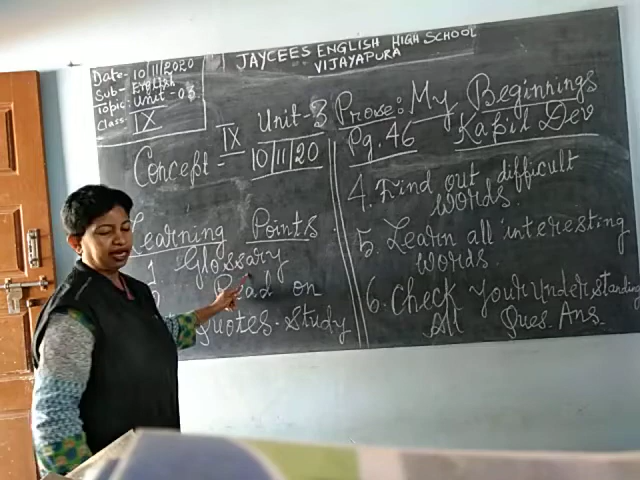 JAYCEES ENGLISH HIGH SCHOOL
VIJAYAPURA
Date- 10/11/2020
Sub- English
Topic: Unit-03
Class: IX
IX Unit-3 Prose: My Beginnings
Concept = 10/11/20 Pg. 46 Kapil Dev
Learning Points
1. Glossary
Read on
quotes-study
4. Find out difficult
words.
5. Learn all interesting
words.
6. Check Your Understanding
All Ques. Ans.